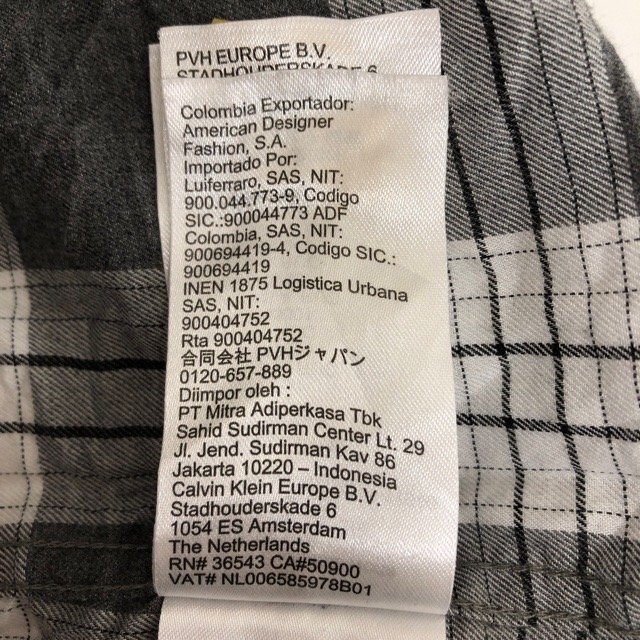 PVH EUROPE B.V.
STADHOUDERSKADE 6
Colombia Exportador:
American Designer
Fashion, S.A.
Importado Por:
Luiferraro, SAS, NIT:
900.044.773-9, Codigo
SIC.:900044773 ADF
Colombia, SAS, NIT:
900694419-4, Codigo SIC.:
900694419
INEN 1875 Logistica Urbana
SAS, NIT:
900404752
Rta 900404752
合同会社 PVHジャパン
0120-657-889
Diimpor oleh :
PT Mitra Adiperkasa Tbk
Sahid Sudirman Center Lt. 29
Jl. Jend. Sudirman Kav 86
Jakarta 10220 – Indonesia
Calvin Klein Europe B.V.
Stadhouderskade 6
1054 ES Amsterdam
The Netherlands
RN# 36543 CA#50900
VAT# NL006585978B01